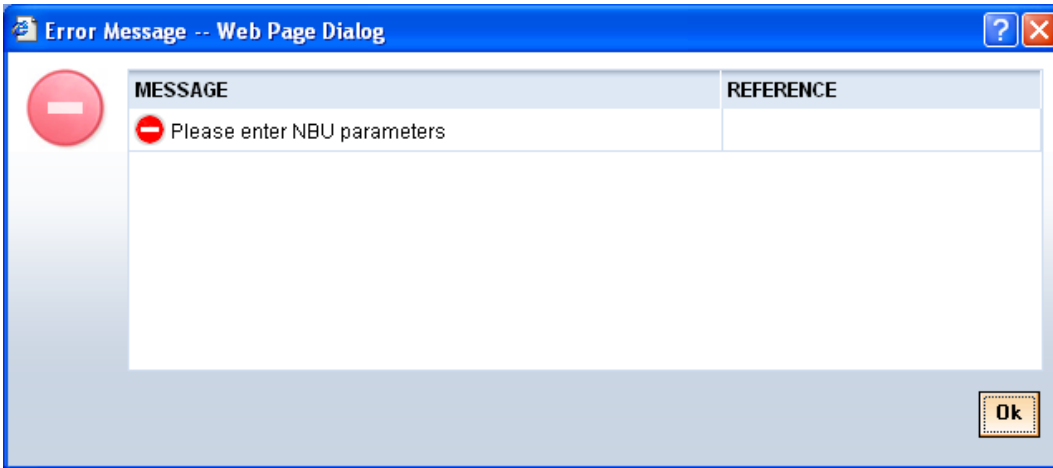 Error Message -- Web Page Dialog
MESSAGE REFERENCE
Please enter NBU parameters
Ok